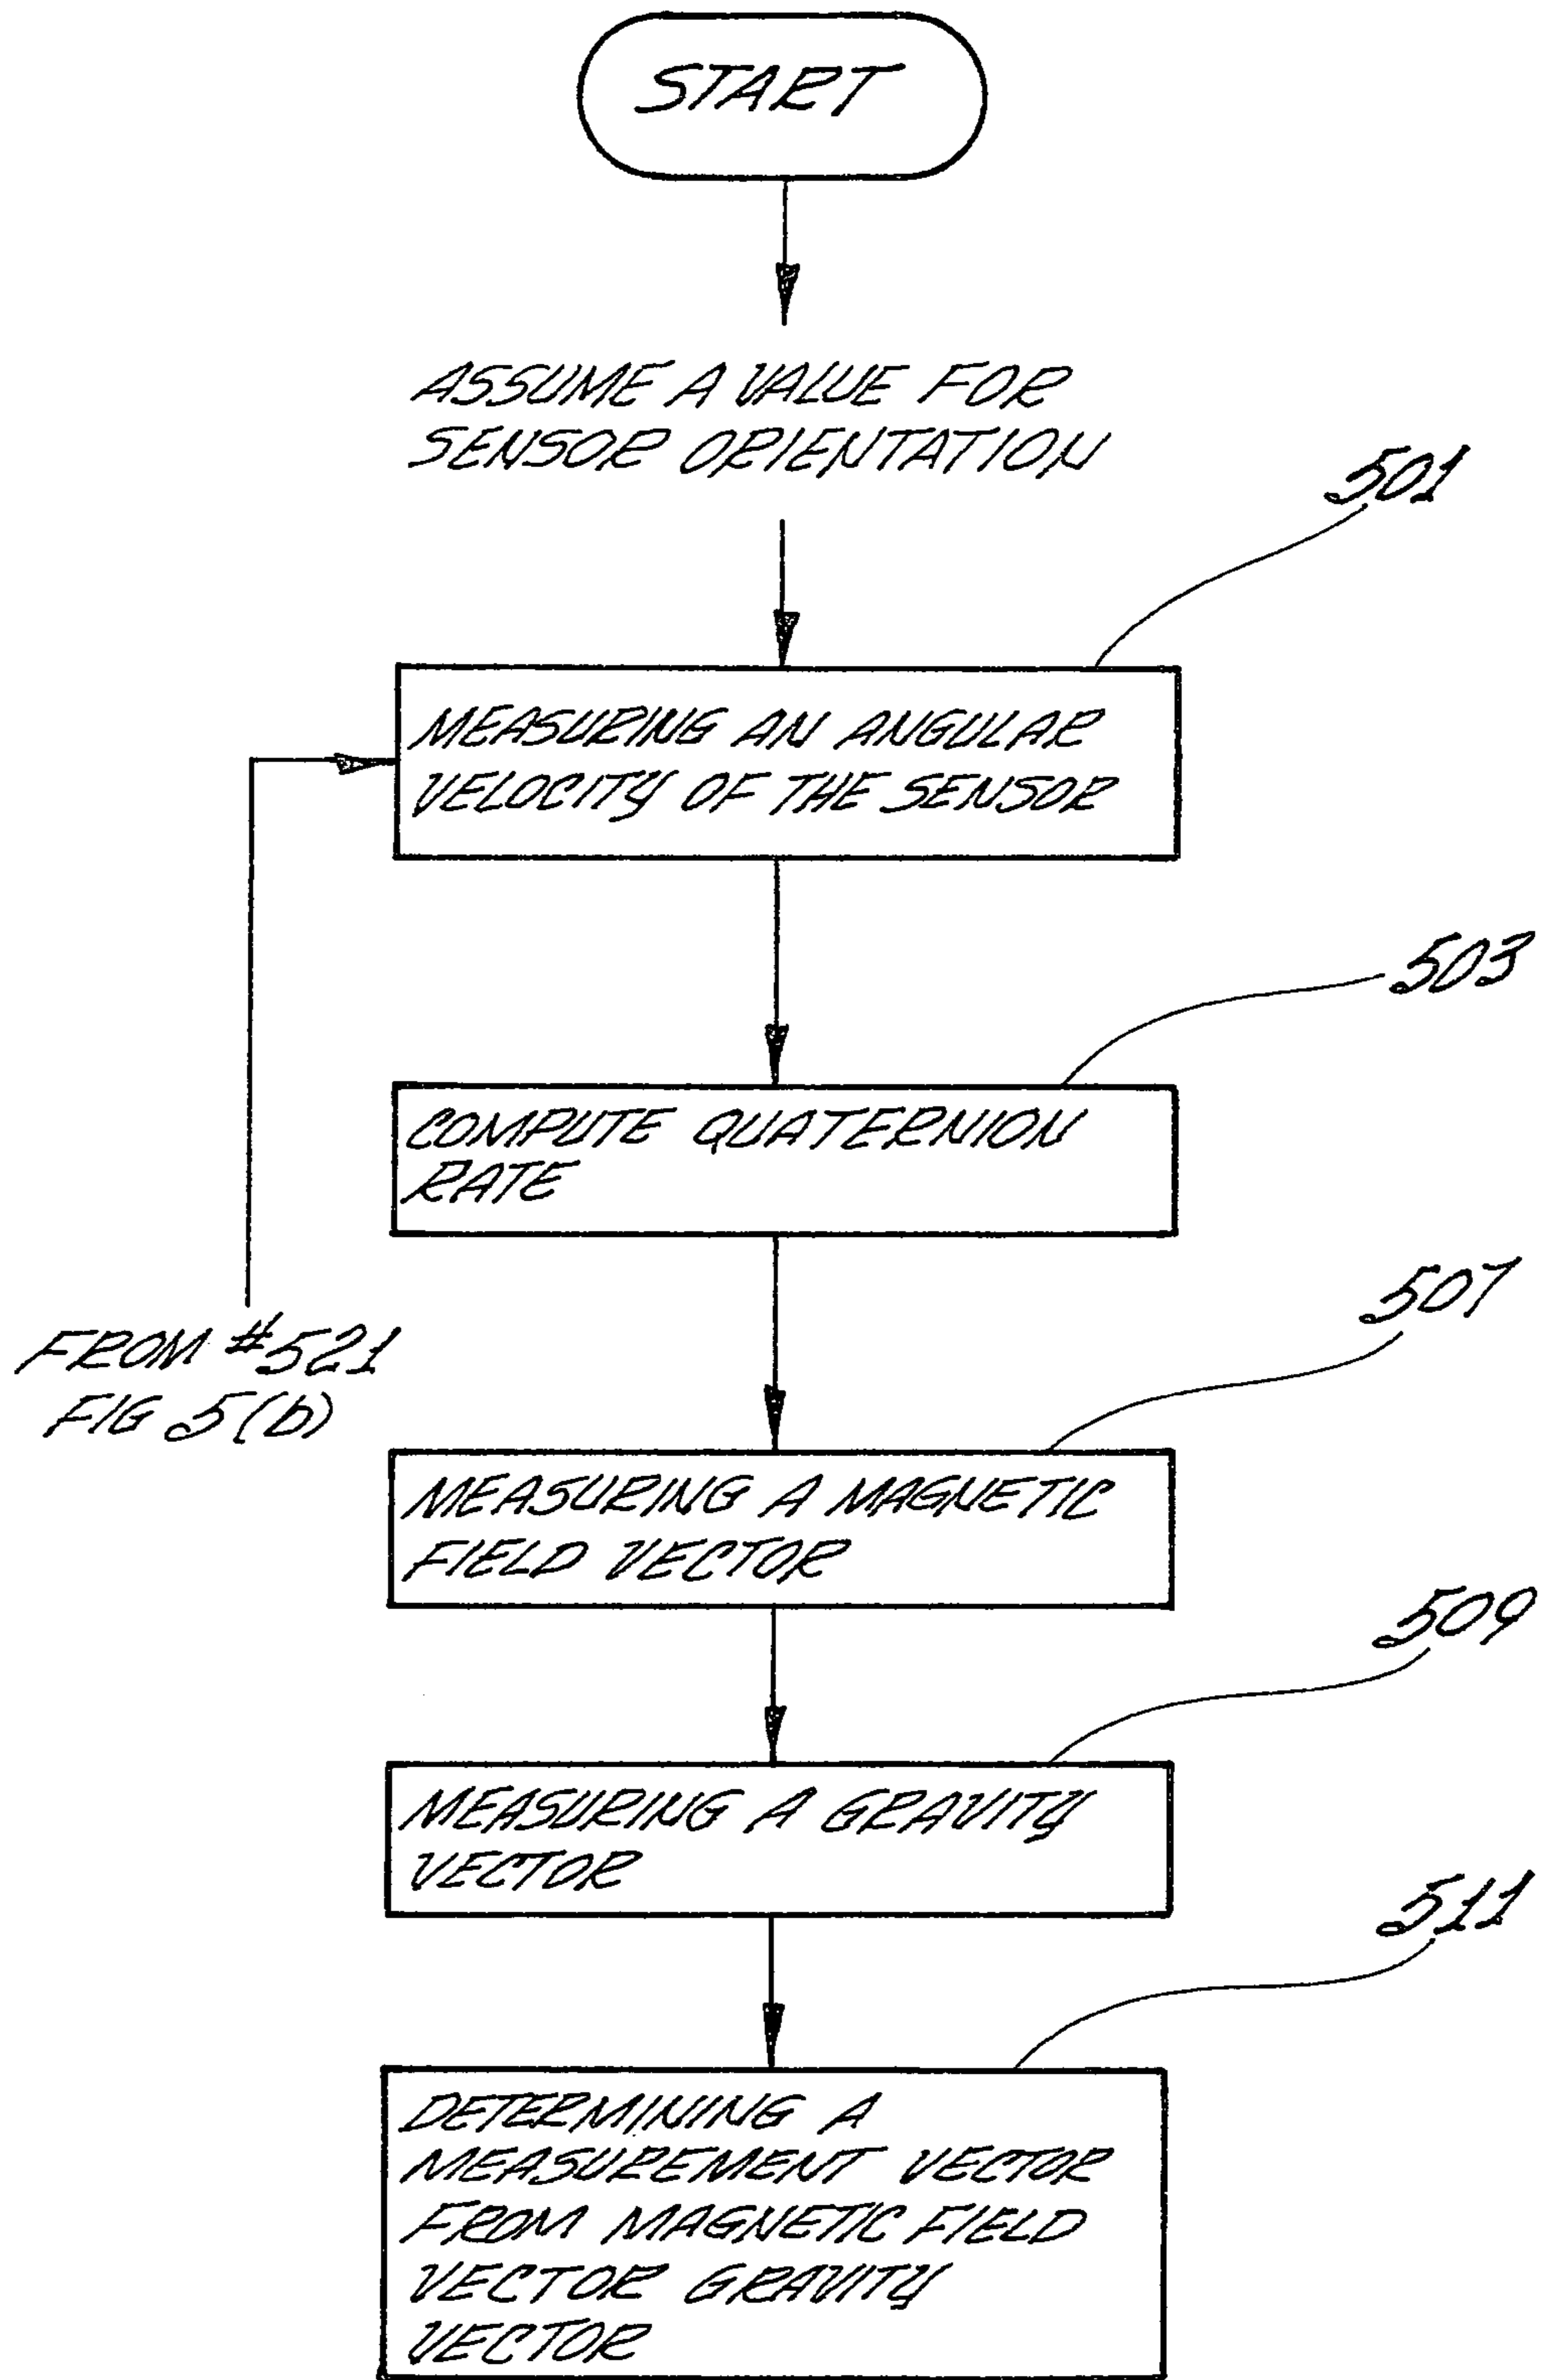 START
ASSUME A VALUE FOR
SENSOR ORIENTATION
501
MEASURING AN ANGULAR
VELOCITY OF THE SENSOR
503
COMPUTE QUATERNION
RATE
507
FROM #521
FIG 5(b)
MEASURING A MAGNETIC
FIELD VECTOR
509
MEASURING A GRAVITY
VECTOR
511
DETERMINING A
MEASUREMENT VECTOR
FROM MAGNETIC FIELD
VECTOR GRAVITY
VECTOR